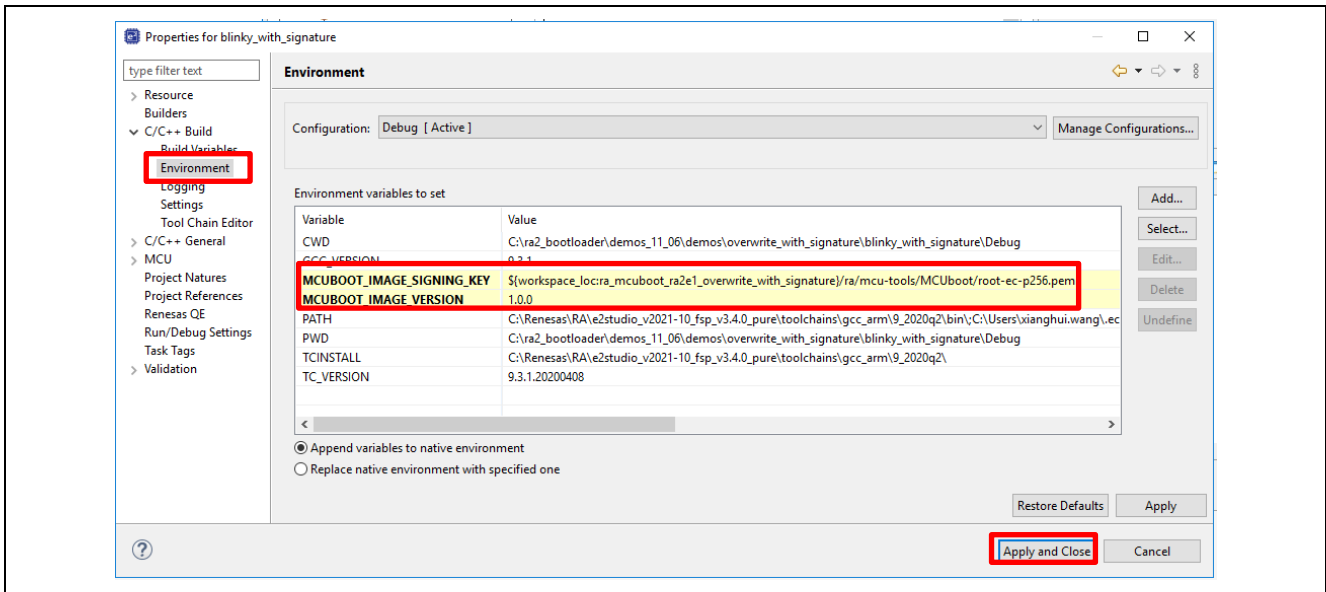 Properties for blinky_with_signature
type filter text
Environment
Resource
Builders
C/C++ Build
Build Variables
Environment
Logging
Settings
Tool Chain Editor
C/C++ General
MCU
Project Natures
Project References
Renesas QE
Run/Debug Settings
Task Tags
Validation
Configuration: Debug [ Active ]
Manage Configurations...
Environment variables to set
Variable Value
CWD C:\ra2_bootloader\demos_11_06\demos\overwrite_with_signature\blinky_with_signature\Debug
GCC_VERSION 9.3.1
MCUBOOT_IMAGE_SIGNING_KEY ${workspace_loc:ra_mcuboot_ra2e1_overwrite_with_signature}/ra/mcu-tools/MCUboot/root-ec-p256.pem
MCUBOOT_IMAGE_VERSION 1.0.0
PATH C:\Renesas\RA\e2studio_v2021-10_fsp_v3.4.0_pure\toolchains\gcc_arm\9_2020q2\bin\;C:\Users\xianghui.wang\.ec
PWD C:\ra2_bootloader\demos_11_06\demos\overwrite_with_signature\blinky_with_signature\Debug
TCINSTALL C:\Renesas\RA\e2studio_v2021-10_fsp_v3.4.0_pure\toolchains\gcc_arm\9_2020q2\
TC_VERSION 9.3.1.20200408
Add...
Select...
Edit...
Delete
Undefine
Append variables to native environment
Replace native environment with specified one
Restore Defaults Apply
Apply and Close Cancel